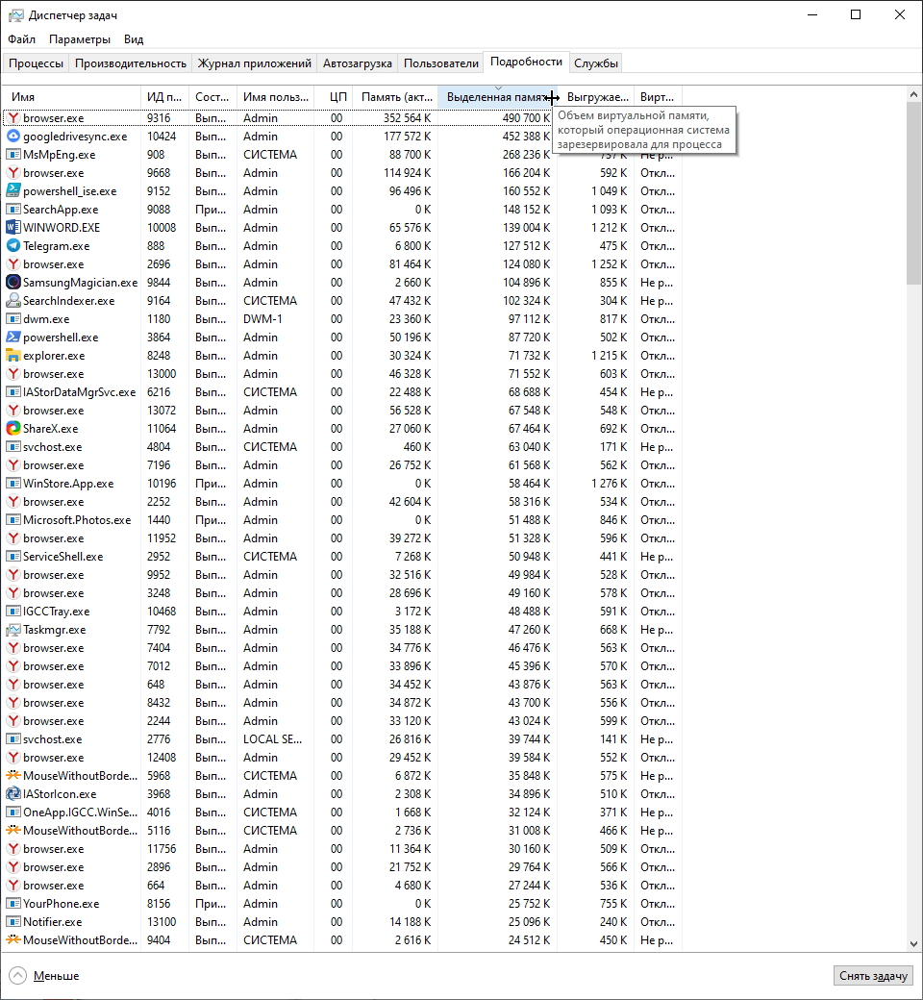 Диспетчер задач
Файл Параметры Вид
Процессы Производительность Журнал приложений Автозагрузка Пользователи Подробности Службы
Имя ИД п... Сост... Имя польз... ЦП Память (акт... Выделенная памят Выгружае... Вирт...
browser.exe 9316 Вып... Admin 00 352 564 K 490 700 K
Объем виртуальной памяти,
который операционная система
зарезервировала для процесса
googledrivesync.exe 10424 Вып... Admin 00 177 572 K 452 388 K
MsMpEng.exe 908 Вып... СИСТЕМА 00 88 700 K 268 236 K 757 K Не р...
browser.exe 9668 Вып... Admin 00 114 924 K 166 204 K 592 K Откл...
powershell_ise.exe 9152 Вып... Admin 00 96 496 K 160 552 K 1 049 K Откл...
SearchApp.exe 9088 При... Admin 00 0 K 148 152 K 1 093 K Откл...
WINWORD.EXE 10008 Вып... Admin 00 65 576 K 139 004 K 1 212 K Откл...
Telegram.exe 888 Вып... Admin 00 6 800 K 127 512 K 475 K Откл...
browser.exe 2696 Вып... Admin 00 81 464 K 124 080 K 1 252 K Откл...
SamsungMagician.exe 9844 Вып... Admin 00 2 660 K 104 896 K 855 K Не р...
SearchIndexer.exe 9164 Вып... СИСТЕМА 00 47 432 K 102 324 K 304 K Не р...
dwm.exe 1180 Вып... DWM-1 00 23 360 K 97 112 K 817 K Откл...
powershell.exe 3864 Вып... Admin 00 50 196 K 87 720 K 502 K Откл...
explorer.exe 8248 Вып... Admin 00 30 324 K 71 732 K 1 215 K Откл...
browser.exe 13000 Вып... Admin 00 46 328 K 71 552 K 603 K Откл...
IAStorDataMgrSvc.exe 6216 Вып... СИСТЕМА 00 22 488 K 68 688 K 454 K Не р...
browser.exe 13072 Вып... Admin 00 56 528 K 67 548 K 548 K Откл...
ShareX.exe 11064 Вып... Admin 00 27 060 K 67 464 K 692 K Откл...
svchost.exe 4804 Вып... СИСТЕМА 00 460 K 63 040 K 171 K Не р...
browser.exe 7196 Вып... Admin 00 26 752 K 61 568 K 562 K Откл...
WinStore.App.exe 10196 При... Admin 00 0 K 58 464 K 1 276 K Откл...
browser.exe 2252 Вып... Admin 00 42 604 K 58 316 K 534 K Откл...
Microsoft.Photos.exe 1440 При... Admin 00 0 K 51 488 K 846 K Откл...
browser.exe 11952 Вып... Admin 00 39 272 K 51 328 K 596 K Откл...
ServiceShell.exe 2952 Вып... СИСТЕМА 00 7 268 K 50 948 K 441 K Не р...
browser.exe 9952 Вып... Admin 00 32 516 K 49 984 K 528 K Откл...
browser.exe 3248 Вып... Admin 00 28 696 K 49 160 K 578 K Откл...
IGCCTray.exe 10468 Вып... Admin 00 3 172 K 48 488 K 591 K Откл...
Taskmgr.exe 7792 Вып... Admin 00 35 188 K 47 260 K 668 K Не р...
browser.exe 7404 Вып... Admin 00 34 776 K 46 476 K 563 K Откл...
browser.exe 7012 Вып... Admin 00 33 896 K 45 396 K 570 K Откл...
browser.exe 648 Вып... Admin 00 34 452 K 43 876 K 563 K Откл...
browser.exe 8432 Вып... Admin 00 34 872 K 43 700 K 556 K Откл...
browser.exe 2244 Вып... Admin 00 33 120 K 43 024 K 599 K Откл...
svchost.exe 2776 Вып... LOCAL SE... 00 26 816 K 39 744 K 141 K Не р...
browser.exe 12408 Вып... Admin 00 29 452 K 39 584 K 552 K Откл...
MouseWithoutBorde... 5968 Вып... СИСТЕМА 00 6 872 K 35 848 K 575 K Не р...
IAStorIcon.exe 3968 Вып... Admin 00 2 308 K 34 896 K 510 K Откл...
OneApp.IGCC.WinSe... 4016 Вып... СИСТЕМА 00 1 668 K 32 124 K 371 K Не р...
MouseWithoutBorde... 5116 Вып... СИСТЕМА 00 2 736 K 31 008 K 466 K Не р...
browser.exe 11756 Вып... Admin 00 11 364 K 30 160 K 509 K Откл...
browser.exe 2896 Вып... Admin 00 21 752 K 29 764 K 566 K Откл...
browser.exe 664 Вып... Admin 00 4 680 K 27 244 K 536 K Откл...
YourPhone.exe 8156 При... Admin 00 0 K 25 752 K 755 K Откл...
Notifier.exe 13100 Вып... Admin 00 14 188 K 25 096 K 240 K Откл...
MouseWithoutBorde... 9404 Вып... СИСТЕМА 00 2 616 K 24 512 K 450 K Не р...
Меньше Снять задачу